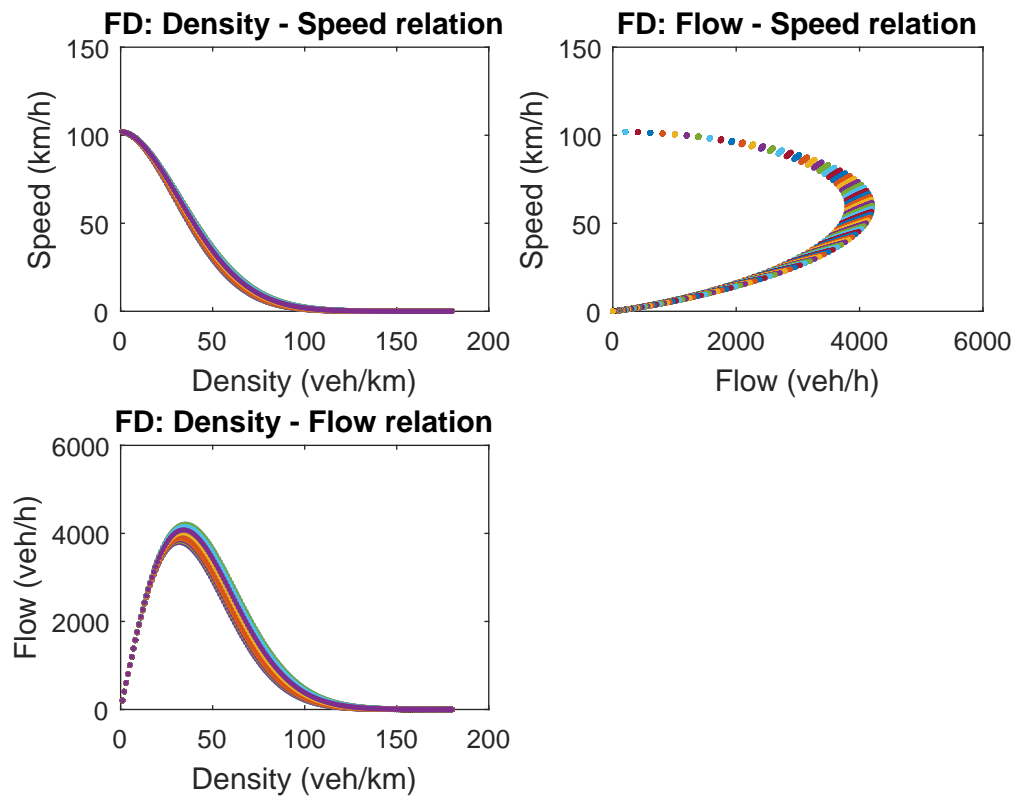 FD: Density - Speed relation
150
100
50
0
Speed (km/h)
0 50 100 150 200
Density (veh/km)
FD: Flow - Speed relation
150
100
50
0
Speed (km/h)
0 2000 4000 6000
Flow (veh/h)
FD: Density - Flow relation
6000
4000
2000
0
Flow (veh/h)
0 50 100 150 200
Density (veh/km)